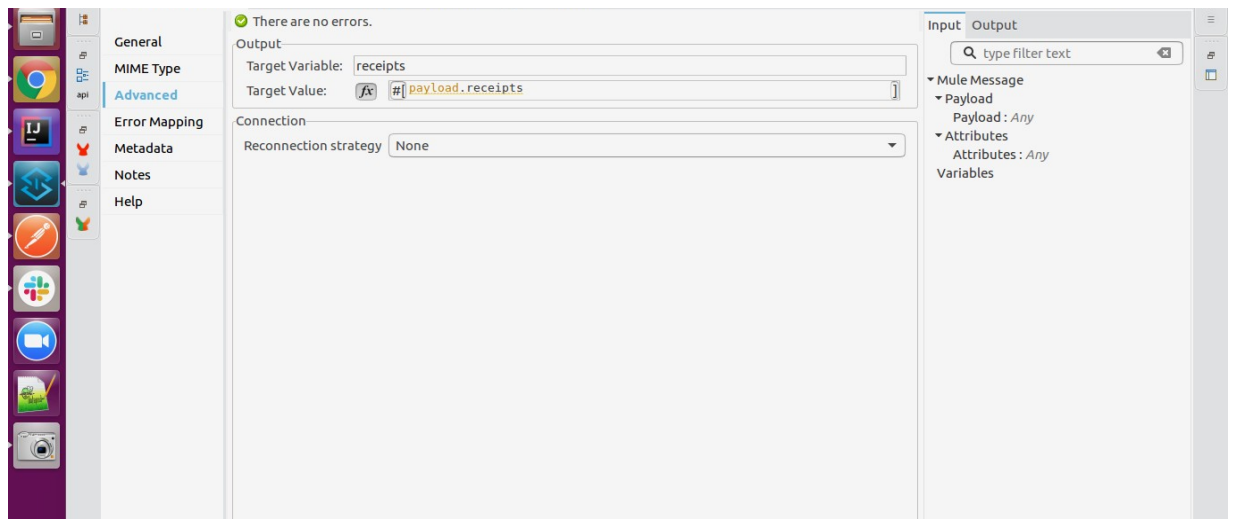 There are no errors.
Input Output
General
Output
type filter text
MIME Type
Target Variable: receipts
Mule Message
api
Advanced
Target Value: fx #[ payload.receipts ]
Payload
Payload : Any
Error Mapping
Connection
Attributes
IJ
Metadata
Reconnection strategy None
Attributes : Any
Notes
Variables
Help